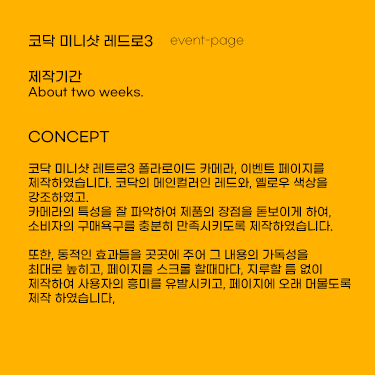 코닥 미니샷 레드로3 event-page
제작기간
About two weeks.
CONCEPT
코닥 미니샷 레트로3 폴라로이드 카메라, 이벤트 페이지를
제작하였습니다. 코닥의 메인컬러인 레드와, 옐로우 색상을
강조하였고.
카메라의 특성을 잘 파악하여 제품의 장점을 돋보이게 하여,
소비자의 구매욕구를 충분히 만족시키도록 제작하였습니다.
또한, 동적인 효과들을 곳곳에 주어 그 내용의 가독성을
최대로 높히고, 페이지를 스크롤 할때마다, 지루할 틈 없이
제작하여 사용자의 흥미를 유발시키고, 페이지에 오래 머물도록
제작 하였습니다,